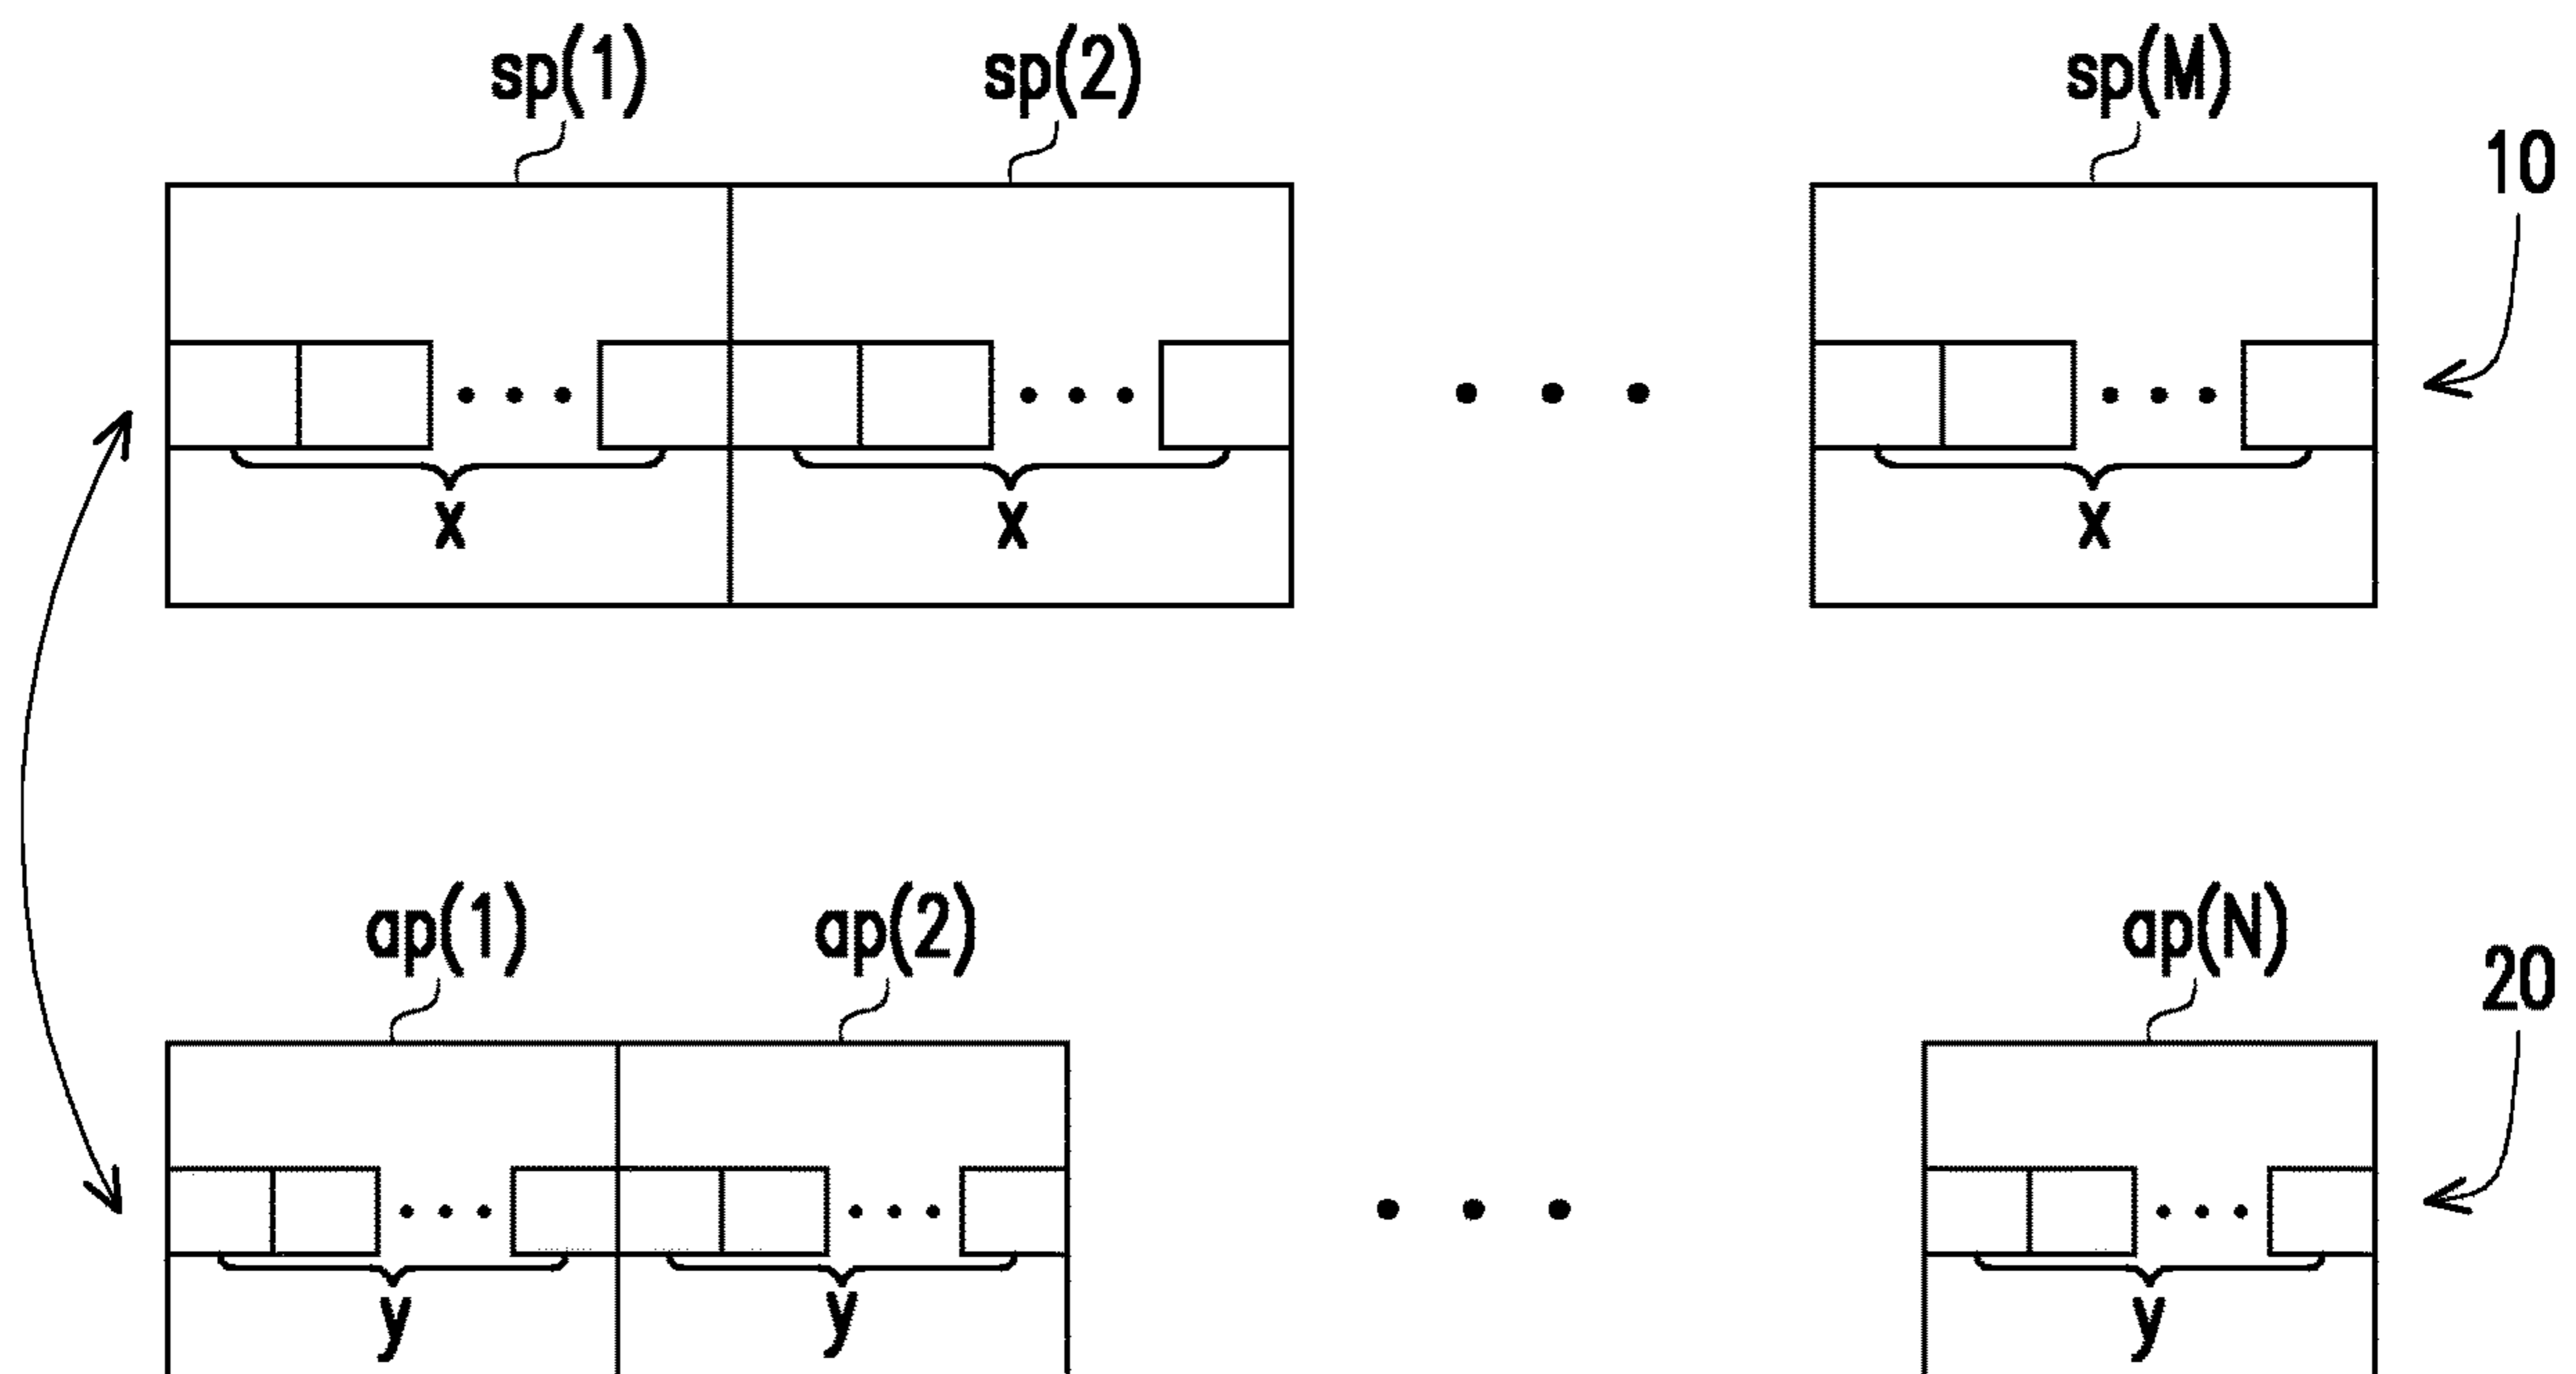 sp(1) sp(2) sp(M)
10
x x x
ap(1) ap(2) ap(N)
20
y y y